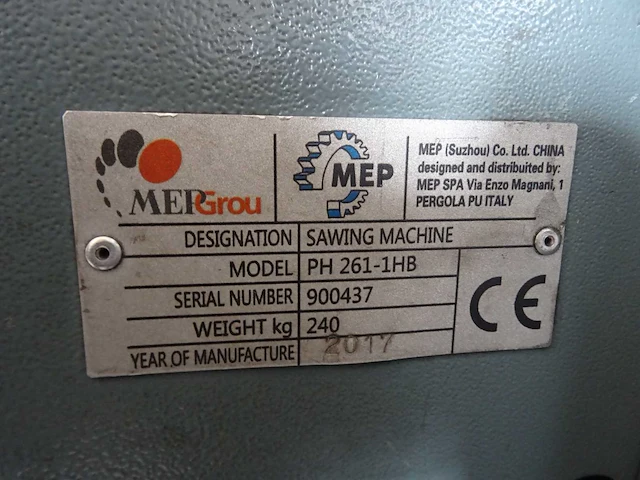 MEPGrou
MEP
MEP (Suzhou) Co. Ltd. CHINA
designed and distribuited by:
MEP SPA Via Enzo Magnani, 1
PERGOLA PU ITALY
DESIGNATION SAWING MACHINE
MODEL PH 261-1HB
SERIAL NUMBER 900437
WEIGHT kg 240
YEAR OF MANUFACTURE 2017
CE